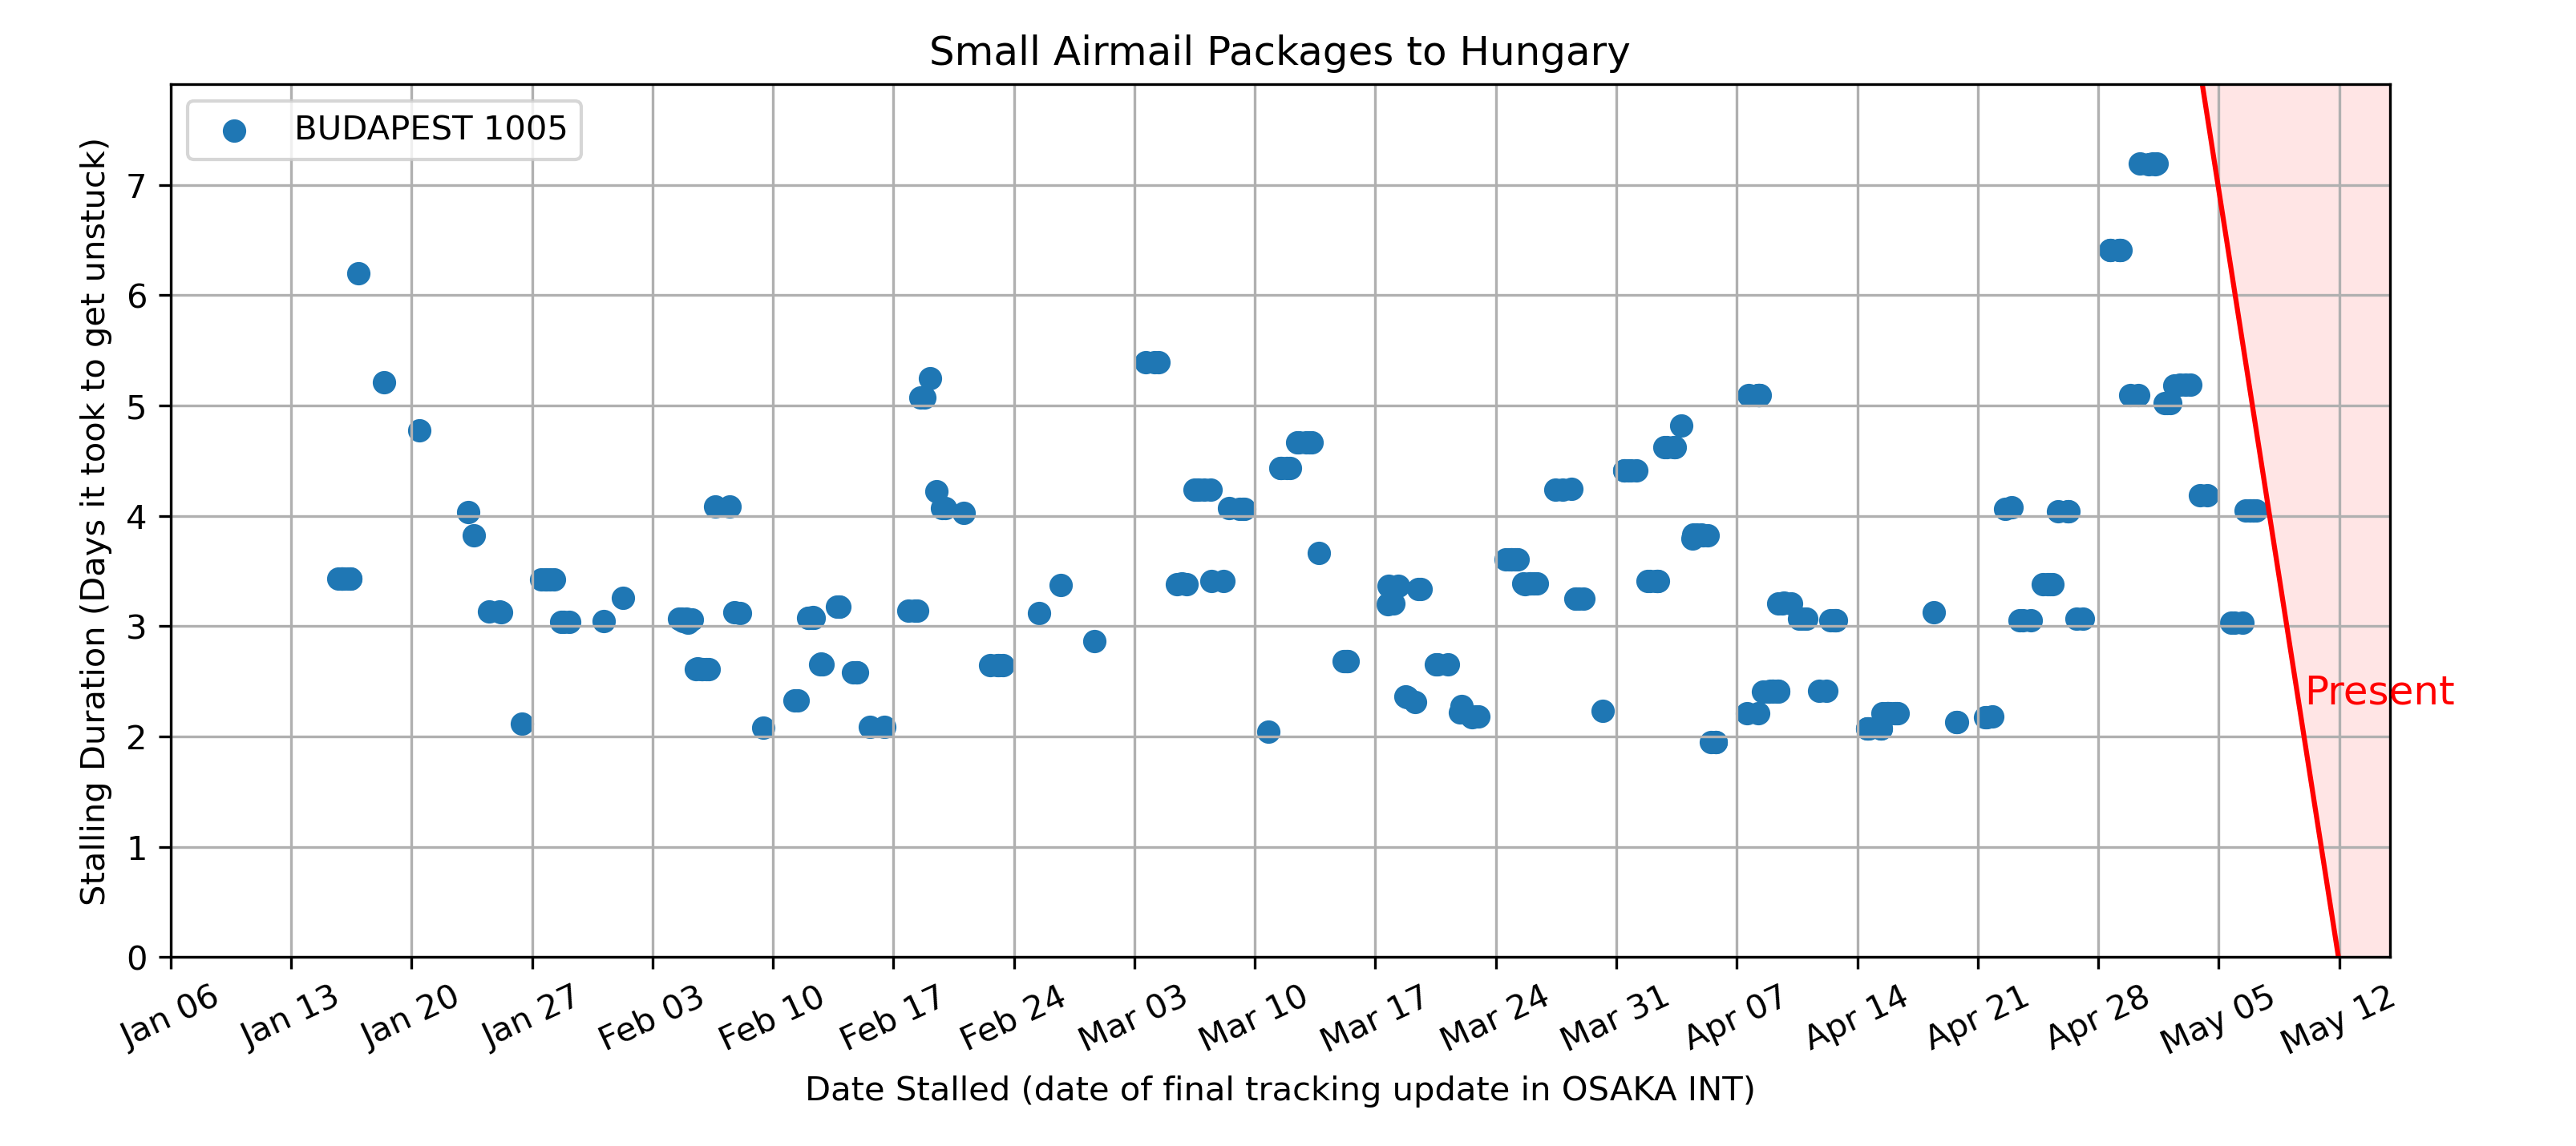 Small Airmail Packages to Hungary
BUDAPEST 1005
Stalling Duration (Days it took to get unstuck)
7
6
5
4
3
2
1
0
Present
Jan 06
Jan 13
Jan 20
Jan 27
Feb 03
Feb 10
Feb 17
Feb 24
Mar 03
Mar 10
Mar 17
Mar 24
Mar 31
Apr 07
Apr 14
Apr 21
Apr 28
May 05
May 12
Date Stalled (date of final tracking update in OSAKA INT)